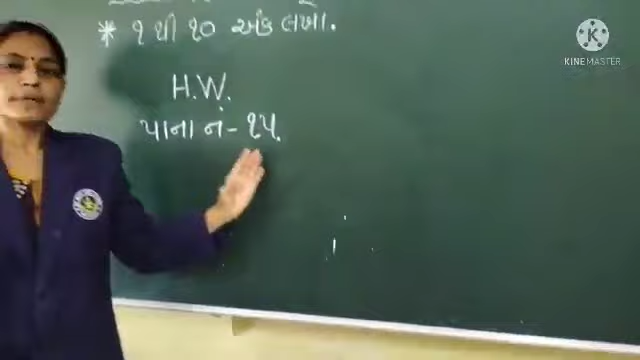 * ૧ થી ૧૦ અંક લખો.
H.W.
પાના નં - ૧૫.
KINEMASTER